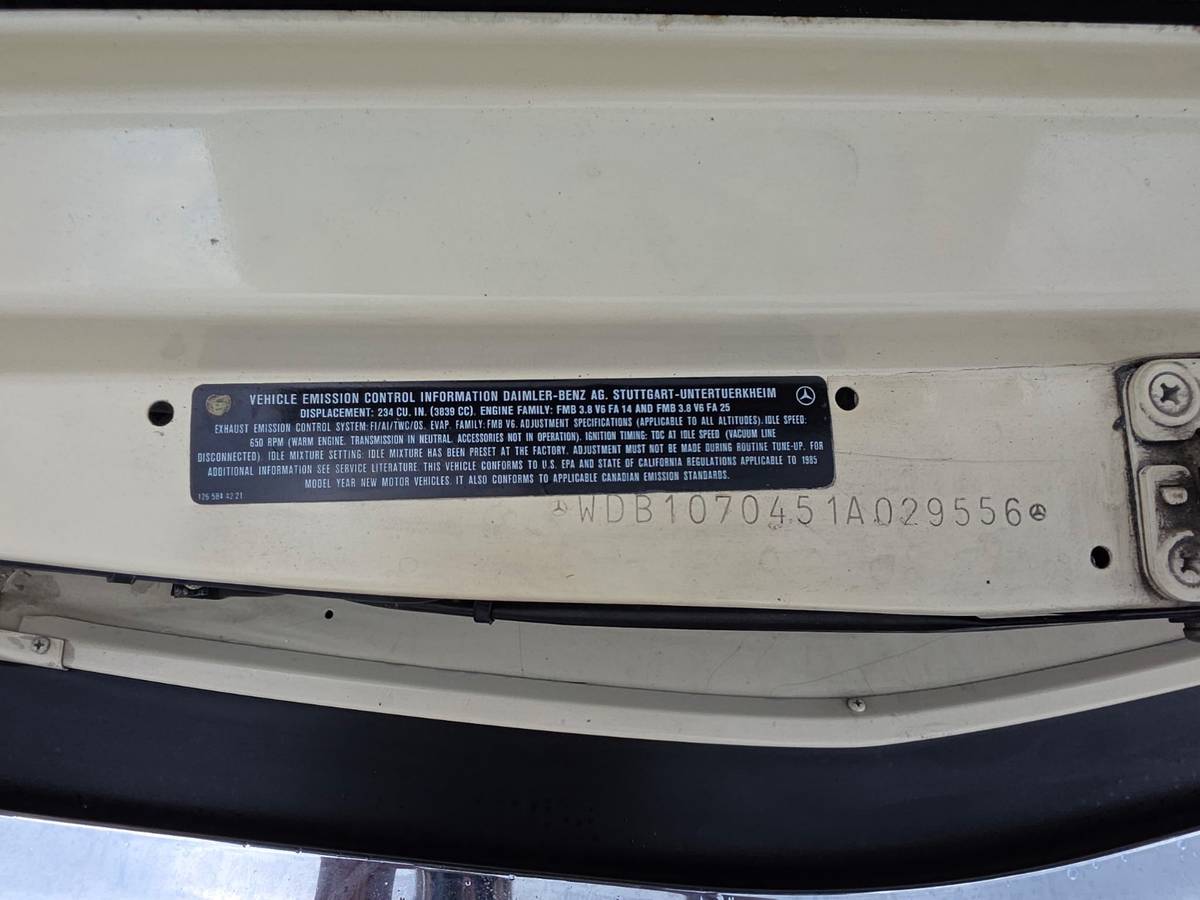 VEHICLE EMISSION CONTROL INFORMATION DAIMLER-BENZ AG. STUTTGART-UNTERTUERKHEIM
DISPLACEMENT: 234 CU. IN. (3839 CC). ENGINE FAMILY: FMB 3.8 V6 FA 14 AND FMB 3.8 V6 FA 25
EXHAUST EMISSION CONTROL SYSTEM: FI/AI/TWC/OS. EVAP. FAMILY: FMB V6. ADJUSTMENT SPECIFICATIONS (APPLICABLE TO ALL ALTITUDES). IDLE SPEED:
650 RPM (WARM ENGINE. TRANSMISSION IN NEUTRAL. ACCESSORIES NOT IN OPERATION). IGNITION TIMING: TDC AT IDLE SPEED (VACUUM LINE
DISCONNECTED). IDLE MIXTURE SETTING: IDLE MIXTURE HAS BEEN PRESET AT THE FACTORY. ADJUSTMENT MUST NOT BE MADE DURING ROUTINE TUNE-UP. FOR
ADDITIONAL INFORMATION SEE SERVICE LITERATURE. THIS VEHICLE CONFORMS TO U.S. EPA AND STATE OF CALIFORNIA REGULATIONS APPLICABLE TO 1985
MODEL YEAR NEW MOTOR VEHICLES. IT ALSO CONFORMS TO APPLICABLE CANADIAN EMISSION STANDARDS.
126 584 42 21
WDB1070451A029556